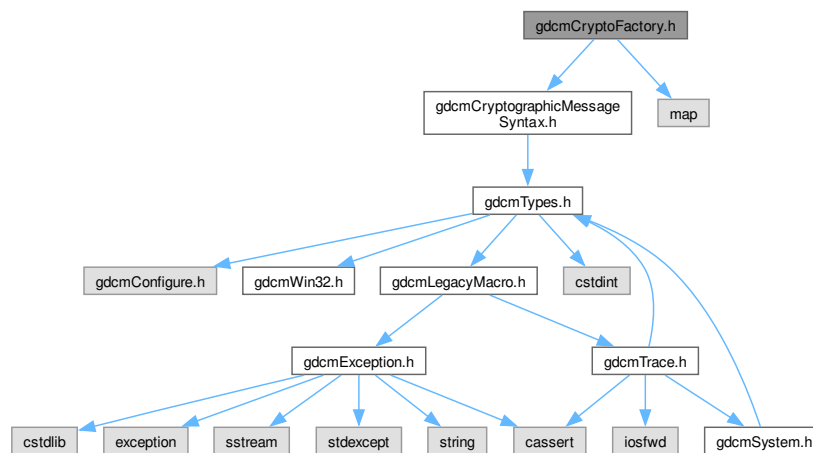 gdcmCryptoFactory.h
gdcmCryptographicMessage
Syntax.h
map
gdcmTypes.h
gdcmConfigure.h
gdcmWin32.h
gdcmLegacyMacro.h
cstdint
gdcmException.h
gdcmTrace.h
cstdlib
exception
sstream
stdexcept
string
cassert
iosfwd
gdcmSystem.h